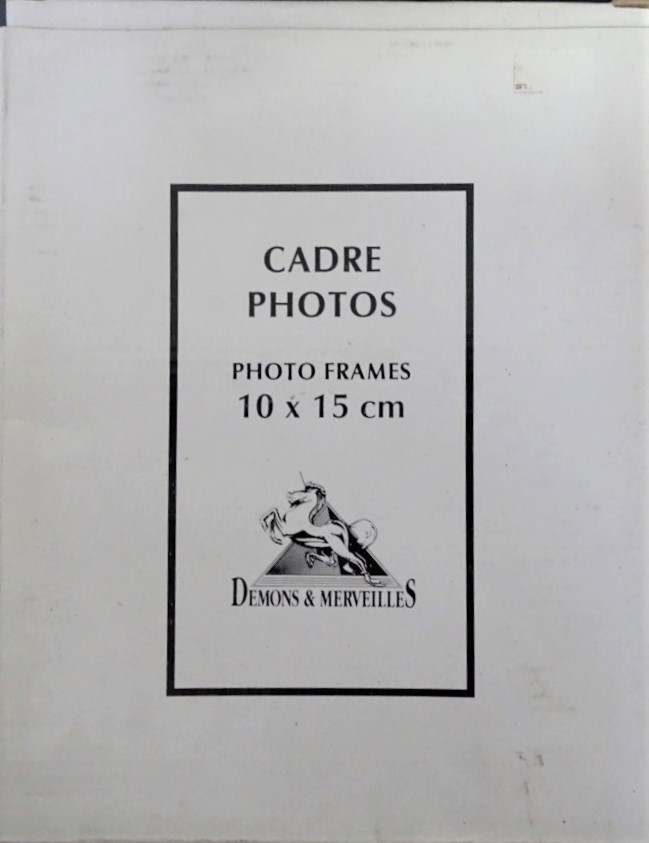 CADRE
PHOTOS
PHOTO FRAMES
10 x 15 cm
DEMONS & MERVEILLES